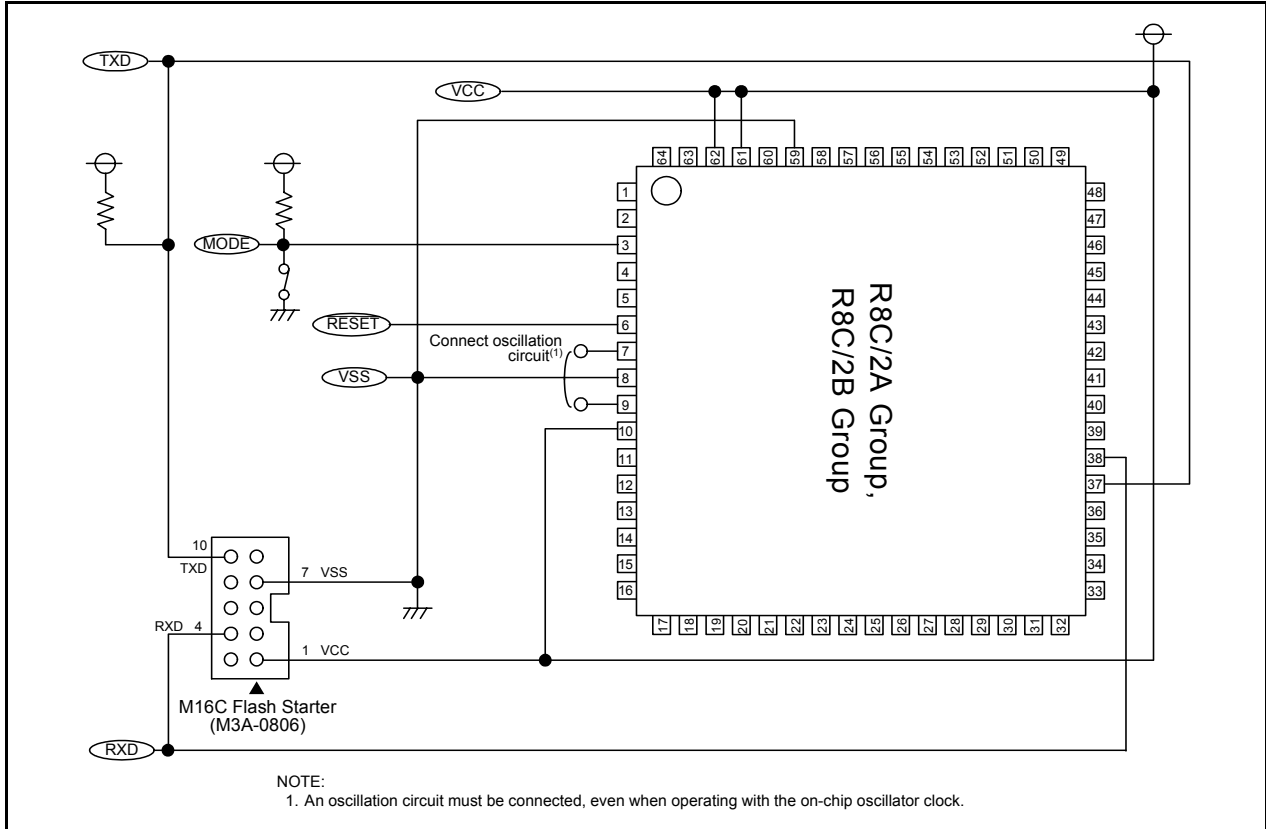 TXD
VCC
64 63 62 61 60 59 58 57 56 55 54 53 52 51 50 49
1
2
MODE
3
4
5
RESET
6
Connect oscillation
circuit(1)
7
VSS
8
9
10
11
12
13
14
15
16
R8C/2A Group,
R8C/2B Group
48
47
46
45
44
43
42
41
40
39
38
37
36
35
34
33
17 18 19 20 21 22 23 24 25 26 27 28 29 30 31 32
10
TXD
7 VSS
RXD 4
1 VCC
M16C Flash Starter
(M3A-0806)
RXD
NOTE:
1. An oscillation circuit must be connected, even when operating with the on-chip oscillator clock.